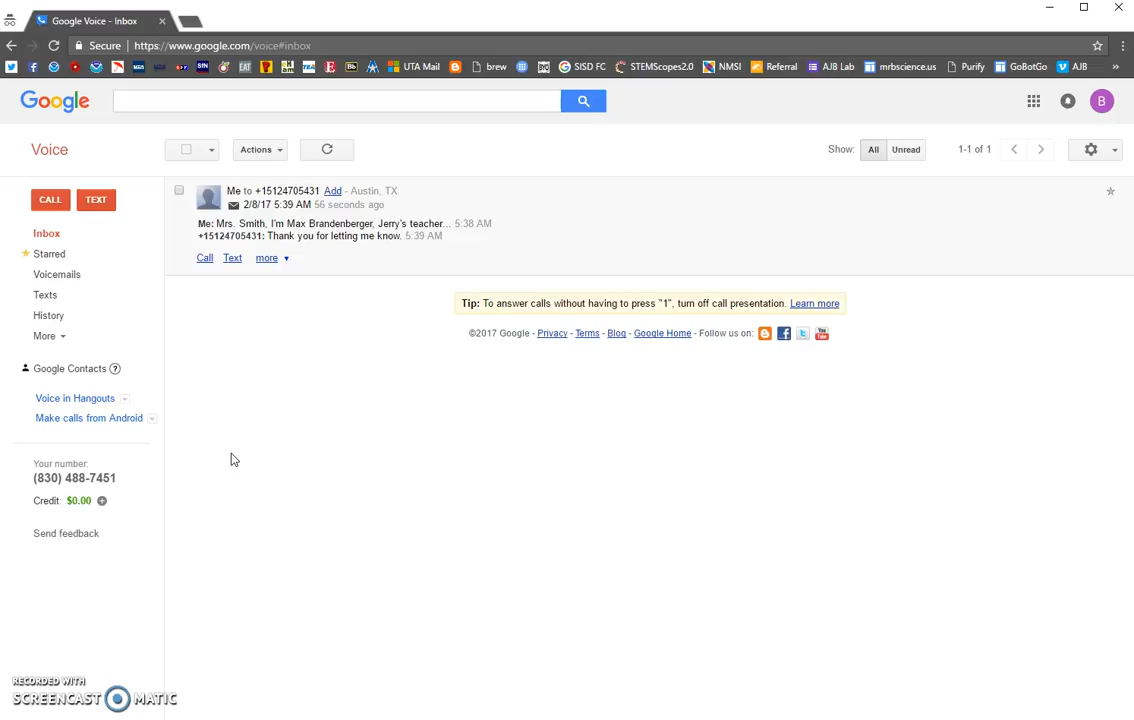 Google Voice - Inbox
Secure https://www.google.com/voice#inbox
UTA Mail brew SISD FC STEMScopes2.0 NMSI Referral AJB Lab mrbscience.us Purify GoBotGo AJB »
Google B
Voice Actions Show: All Unread 1-1 of 1
CALL TEXT
Me to +15124705431 Add - Austin, TX
2/8/17 5:39 AM 56 seconds ago
Me: Mrs. Smith, I'm Max Brandenberger, Jerry's teacher... 5:38 AM
+15124705431: Thank you for letting me know. 5:39 AM
Call Text more
Inbox
Starred
Voicemails
Texts
History
More
Tip: To answer calls without having to press "1", turn off call presentation. Learn more
©2017 Google - Privacy - Terms - Blog - Google Home - Follow us on:
Google Contacts ?
Voice in Hangouts
Make calls from Android
Your number:
(830) 488-7451
Credit: $0.00
Send feedback
RECORDED WITH
SCREENCAST MATIC